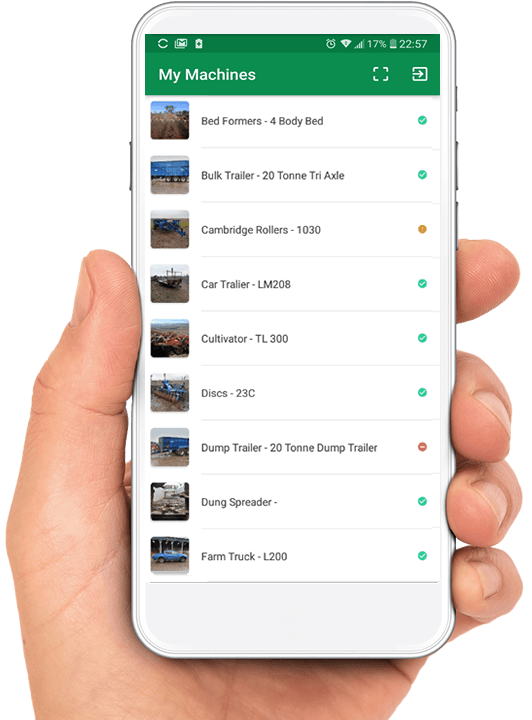 17% 22:57
My Machines
Bed Formers - 4 Body Bed
Bulk Trailer - 20 Tonne Tri Axle
Cambridge Rollers - 1030
Car Tralier - LM208
Cultivator - TL 300
Discs - 23C
Dump Trailer - 20 Tonne Dump Trailer
Dung Spreader -
Farm Truck - L200